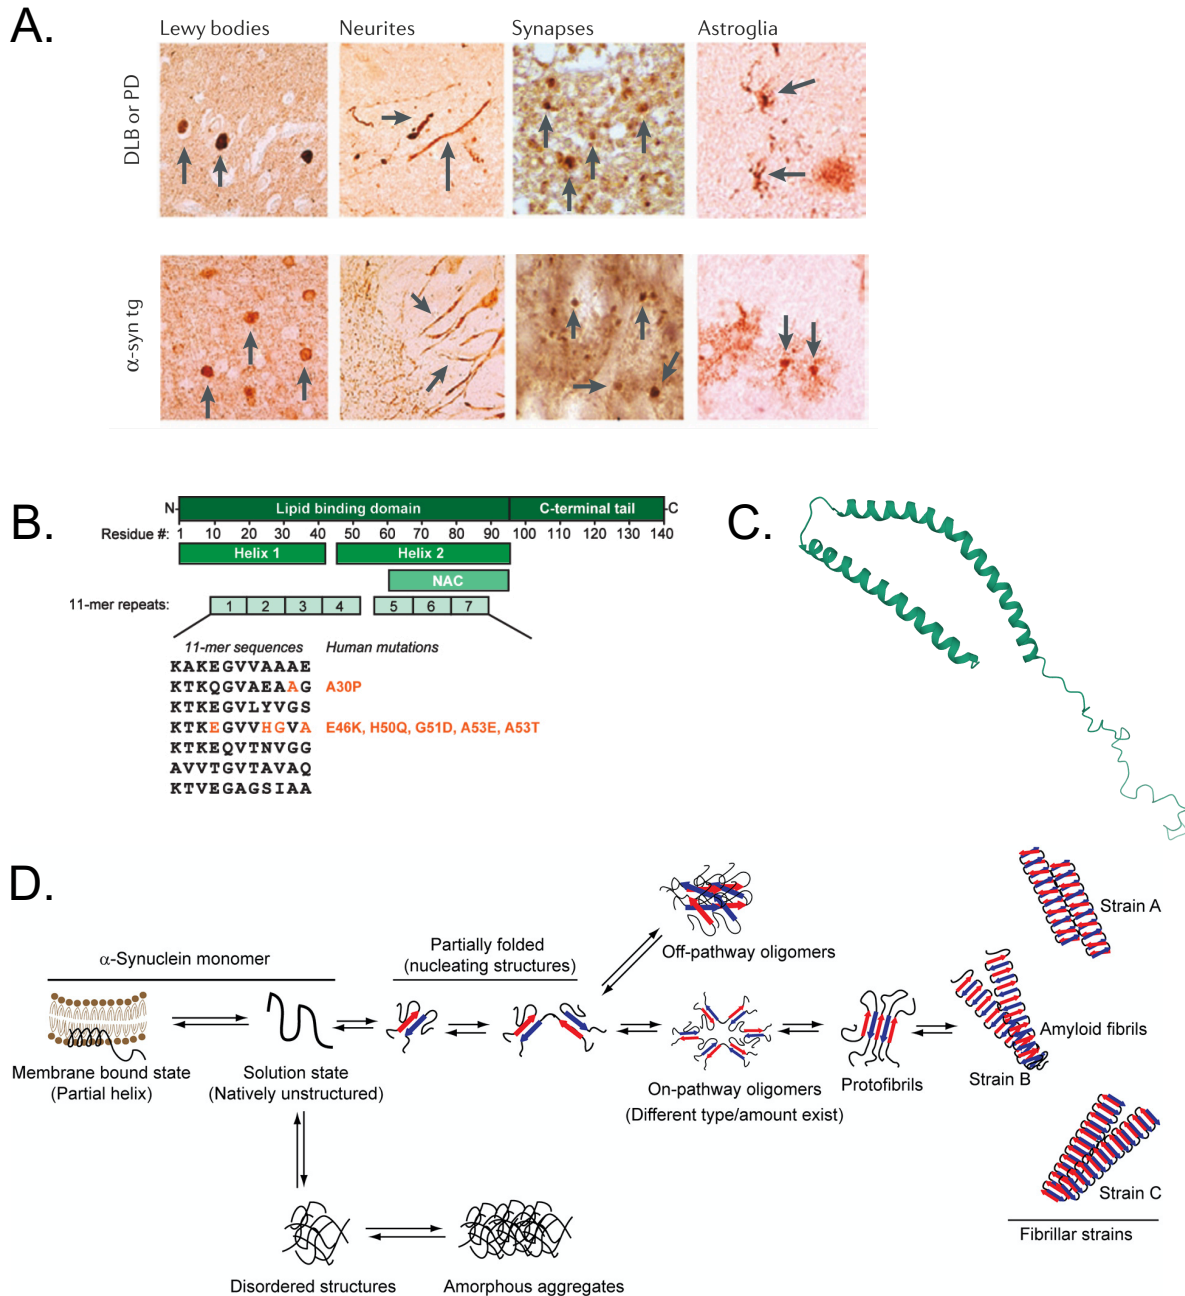 A.
Lewy bodies
Neurites
Synapses
Astroglia
DLB or PD
α-syn tg
B.
N-
Lipid binding domain
C-terminal tail
-C
Residue #:
1 10 20 30 40 50 60 70 80 90 100 110 120 130 140
Helix 1
Helix 2
NAC
11-mer repeats:
1 2 3 4 5 6 7
11-mer sequences
Human mutations
KAKEGVVAAAE
KTKQGVAEAAG
A30P
KTKEGVLYVGS
KTKEGVVHGVA
E46K, H50Q, G51D, A53E, A53T
KTKEQVTNVGG
AVVTGVTAVAQ
KTVEGAGSIAA
C.
D.
α-Synuclein monomer
Membrane bound state
(Partial helix)
Solution state
(Natively unstructured)
Partially folded
(nucleating structures)
Off-pathway oligomers
On-pathway oligomers
(Different type/amount exist)
Protofibrils
Strain A
Amyloid fibrils
Strain B
Strain C
Fibrillar strains
Disordered structures
Amorphous aggregates